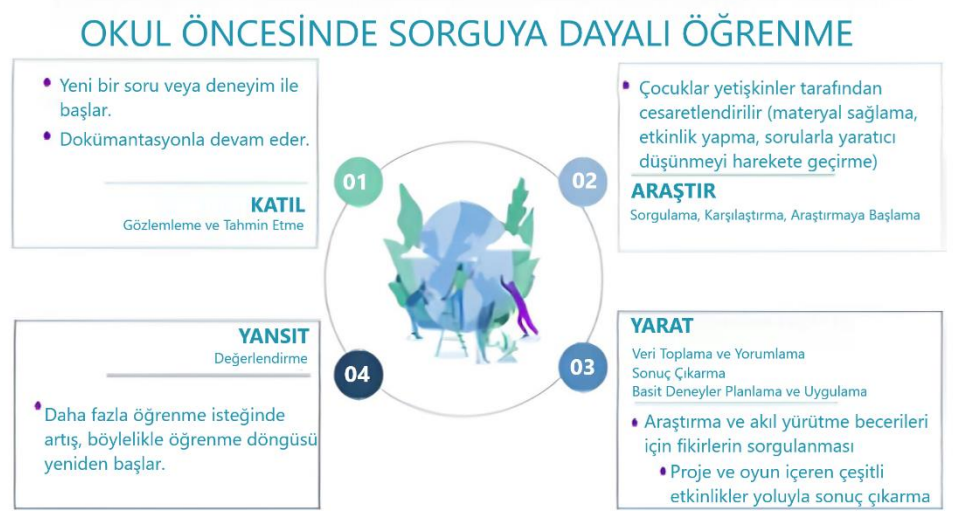 OKUL ÖNCESİNDE SORGUYA DAYALI ÖĞRENME
• Yeni bir soru veya deneyim ile
başlar.
• Dokümantasyonla devam eder.
01
KATIL
Gözlemleme ve Tahmin Etme
• Çocuklar yetişkinler tarafından
cesaretlendirilir (materyal sağlama,
etkinlik yapma, sorularla yaratıcı
düşünmeyi harekete geçirme)
02
ARAŞTIR
Sorgulama, Karşılaştırma, Araştırmaya Başlama
YARAT
Veri Toplama ve Yorumlama
Sonuç Çıkarma
Basit Deneyler Planlama ve Uygulama
03
• Araştırma ve akıl yürütme becerileri
için fikirlerin sorgulanması
• Proje ve oyun içeren çeşitli
etkinlikler yoluyla sonuç çıkarma
YANSIT
Değerlendirme
04
• Daha fazla öğrenme isteğinde
artış, böylelikle öğrenme döngüsü
yeniden başlar.